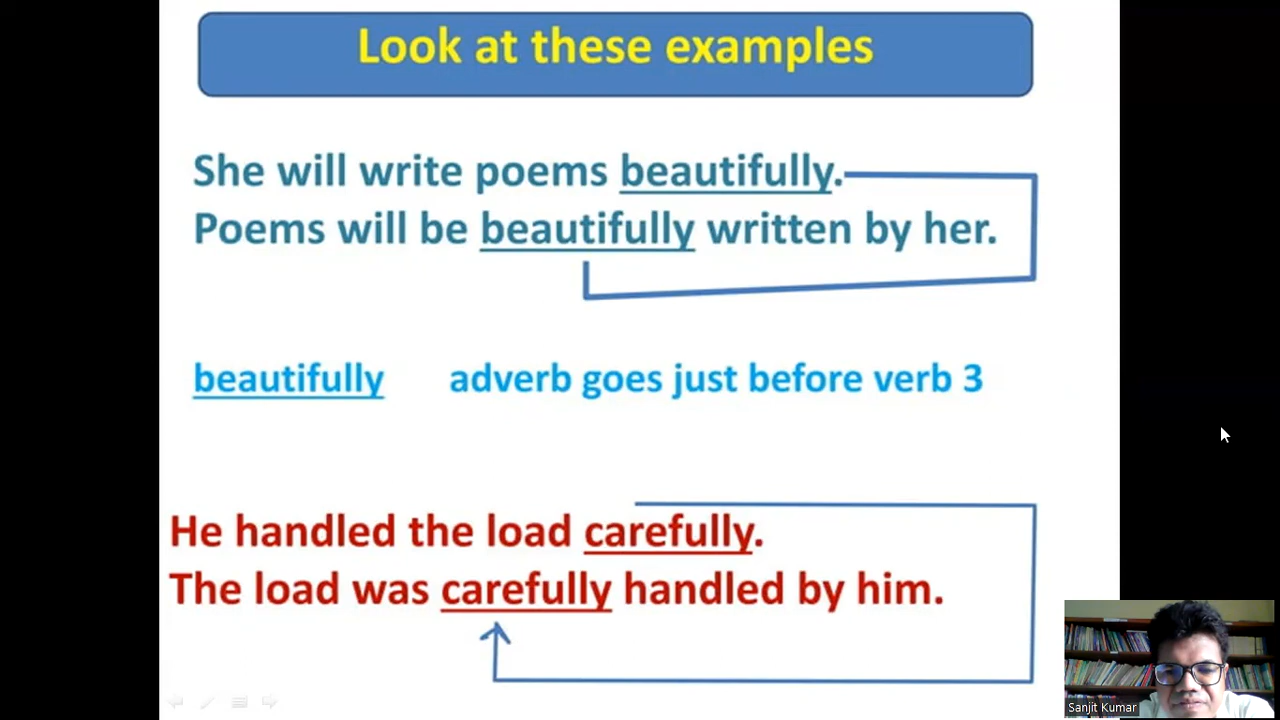 Look at these examples
She will write poems beautifully.
Poems will be beautifully written by her.
beautifully adverb goes just before verb 3
He handled the load carefully.
The load was carefully handled by him.
Sanjit Kumar